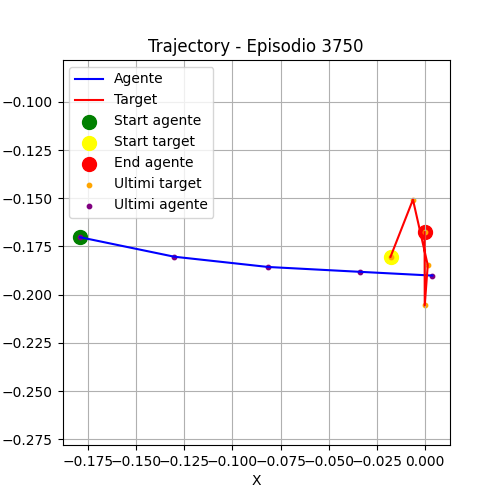 Trajectory - Episodio 3750
Agente
Target
Start agente
Start target
End agente
Ultimi target
Ultimi agente
−0.100
−0.125
−0.150
−0.175
−0.200
−0.225
−0.250
−0.275
−0.175 −0.150 −0.125 −0.100 −0.075 −0.050 −0.025 0.000
X